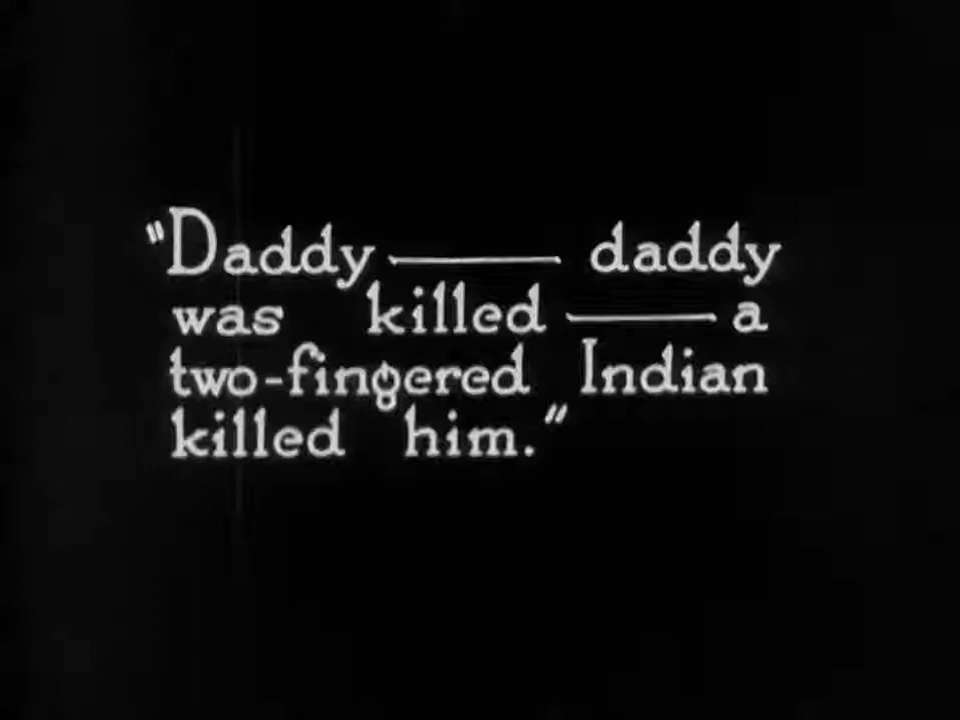 "Daddy —— daddy
was killed —— a
two-fingered Indian
killed him."